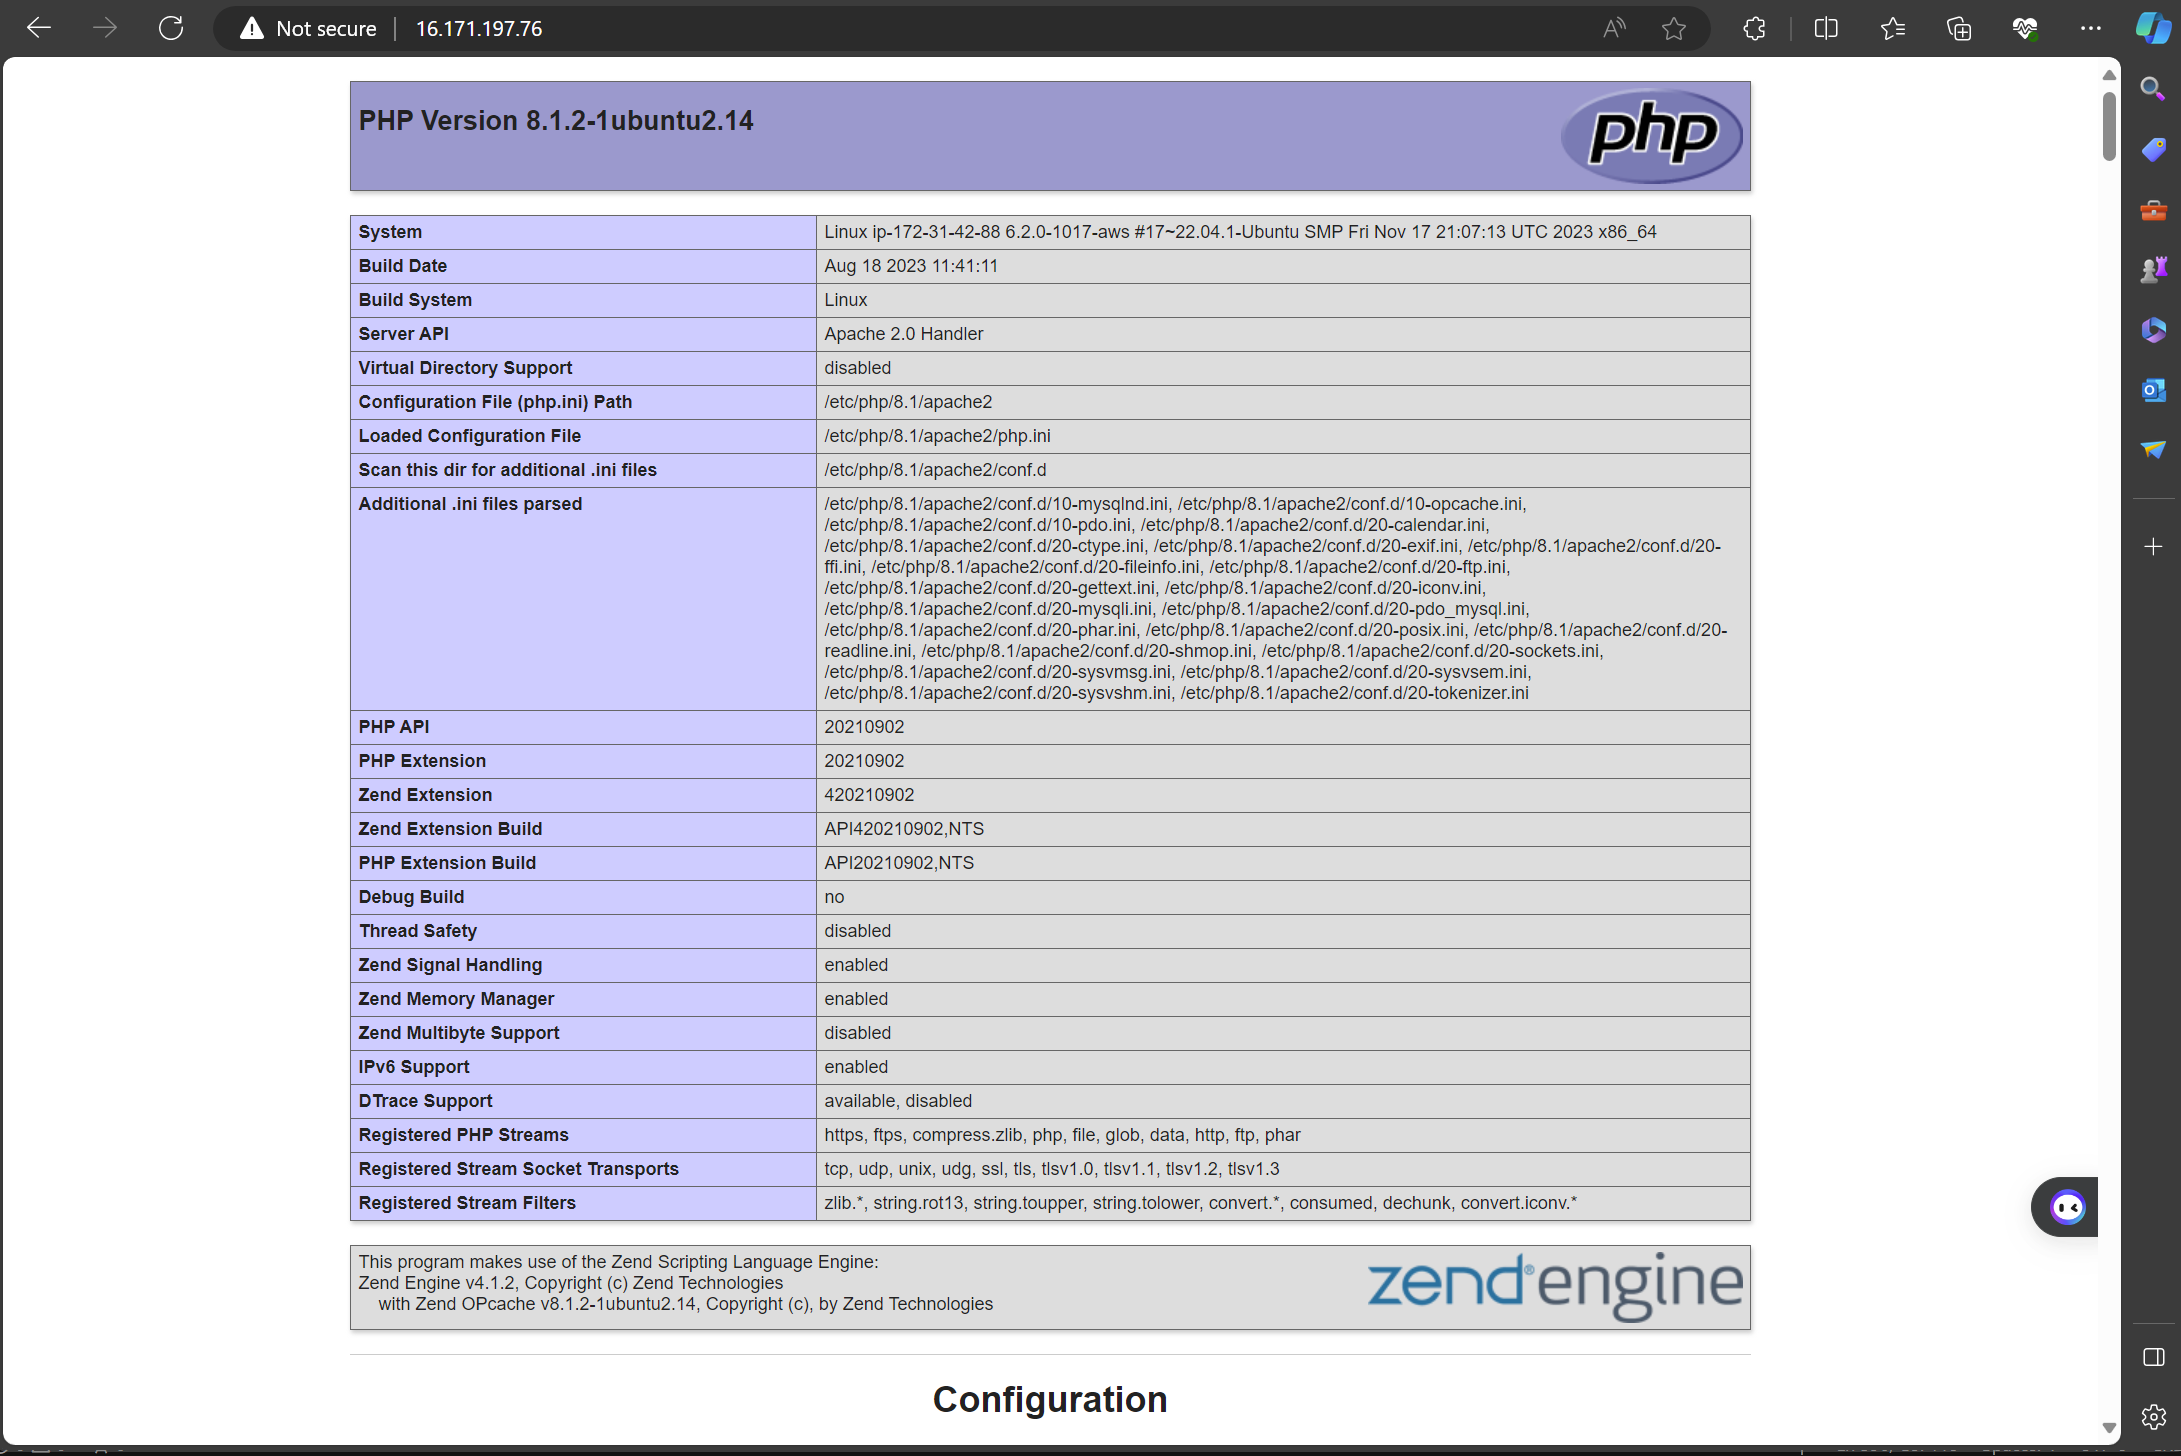 Not secure
16.171.197.76
PHP Version 8.1.2-1ubuntu2.14
php
System Linux ip-172-31-42-88 6.2.0-1017-aws #17~22.04.1-Ubuntu SMP Fri Nov 17 21:07:13 UTC 2023 x86_64
Build Date Aug 18 2023 11:41:11
Build System Linux
Server API Apache 2.0 Handler
Virtual Directory Support disabled
Configuration File (php.ini) Path /etc/php/8.1/apache2
Loaded Configuration File /etc/php/8.1/apache2/php.ini
Scan this dir for additional .ini files /etc/php/8.1/apache2/conf.d
Additional .ini files parsed /etc/php/8.1/apache2/conf.d/10-mysqlnd.ini, /etc/php/8.1/apache2/conf.d/10-opcache.ini,
/etc/php/8.1/apache2/conf.d/10-pdo.ini, /etc/php/8.1/apache2/conf.d/20-calendar.ini,
/etc/php/8.1/apache2/conf.d/20-ctype.ini, /etc/php/8.1/apache2/conf.d/20-exif.ini, /etc/php/8.1/apache2/conf.d/20-
ffi.ini, /etc/php/8.1/apache2/conf.d/20-fileinfo.ini, /etc/php/8.1/apache2/conf.d/20-ftp.ini,
/etc/php/8.1/apache2/conf.d/20-gettext.ini, /etc/php/8.1/apache2/conf.d/20-iconv.ini,
/etc/php/8.1/apache2/conf.d/20-mysqli.ini, /etc/php/8.1/apache2/conf.d/20-pdo_mysql.ini,
/etc/php/8.1/apache2/conf.d/20-phar.ini, /etc/php/8.1/apache2/conf.d/20-posix.ini, /etc/php/8.1/apache2/conf.d/20-
readline.ini, /etc/php/8.1/apache2/conf.d/20-shmop.ini, /etc/php/8.1/apache2/conf.d/20-sockets.ini,
/etc/php/8.1/apache2/conf.d/20-sysvmsg.ini, /etc/php/8.1/apache2/conf.d/20-sysvsem.ini,
/etc/php/8.1/apache2/conf.d/20-sysvshm.ini, /etc/php/8.1/apache2/conf.d/20-tokenizer.ini
PHP API 20210902
PHP Extension 20210902
Zend Extension 420210902
Zend Extension Build API420210902,NTS
PHP Extension Build API20210902,NTS
Debug Build no
Thread Safety disabled
Zend Signal Handling enabled
Zend Memory Manager enabled
Zend Multibyte Support disabled
IPv6 Support enabled
DTrace Support available, disabled
Registered PHP Streams https, ftps, compress.zlib, php, file, glob, data, http, ftp, phar
Registered Stream Socket Transports tcp, udp, unix, udg, ssl, tls, tlsv1.0, tlsv1.1, tlsv1.2, tlsv1.3
Registered Stream Filters zlib.*, string.rot13, string.toupper, string.tolower, convert.*, consumed, dechunk, convert.iconv.*
This program makes use of the Zend Scripting Language Engine:
Zend Engine v4.1.2, Copyright (c) Zend Technologies
with Zend OPcache v8.1.2-1ubuntu2.14, Copyright (c), by Zend Technologies
zend®engine
Configuration